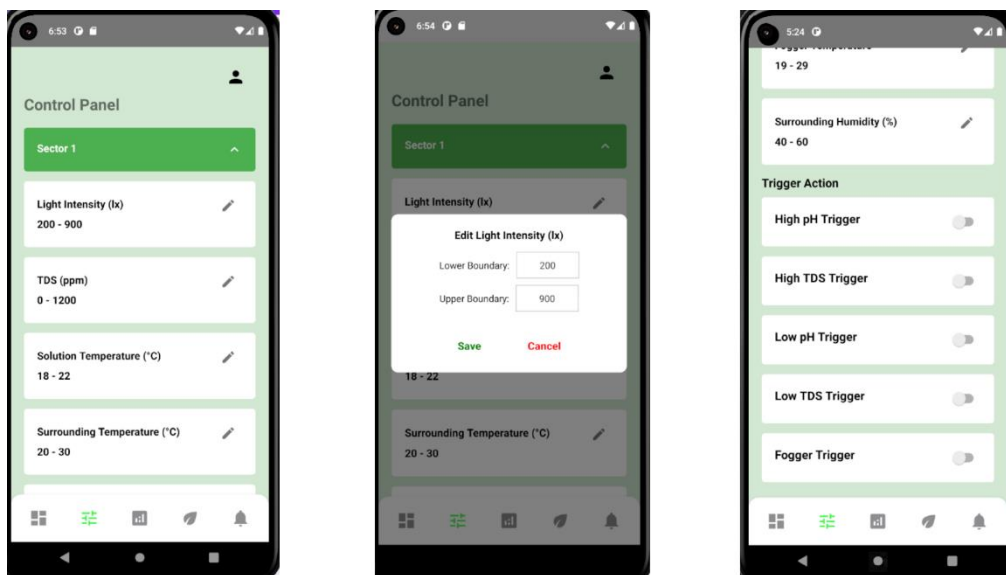 6:53
Control Panel
Sector 1
Light Intensity (lx)
200 - 900
TDS (ppm)
0 - 1200
Solution Temperature (°C)
18 - 22
Surrounding Temperature (°C)
20 - 30
6:54
Control Panel
Sector 1
Light Intensity (lx)
Edit Light Intensity (lx)
Lower Boundary: 200
Upper Boundary: 900
Save Cancel
18 - 22
Surrounding Temperature (°C)
20 - 30
5:24
19 - 29
Surrounding Humidity (%)
40 - 60
Trigger Action
High pH Trigger
High TDS Trigger
Low pH Trigger
Low TDS Trigger
Fogger Trigger